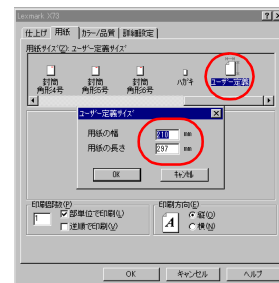 Lexmark X73
仕上げ 用紙 カラー/品質 詳細設定
用紙サイズ(Z): ユーザー定義サイズ
封筒 封筒 封筒 ハガキ ユーザー定義
角形4号 角形5号 角形6号
ユーザー定義サイズ
用紙の幅 210 mm
用紙の長さ 297 mm
OK キャンセル
印刷部数(P) 印刷方向(E)
1 部単位で印刷(L) A 縦(O)
逆順で印刷(V) 横(N)
OK キャンセル ヘルプ